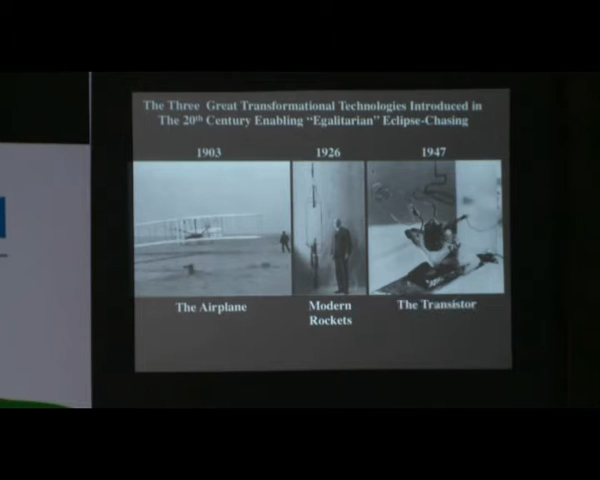 The Three Great Transformational Technologies Introduced in
The 20th Century Enabling "Egalitarian" Eclipse-Chasing
1903
1926
1947
The Airplane
Modern
Rockets
The Transistor